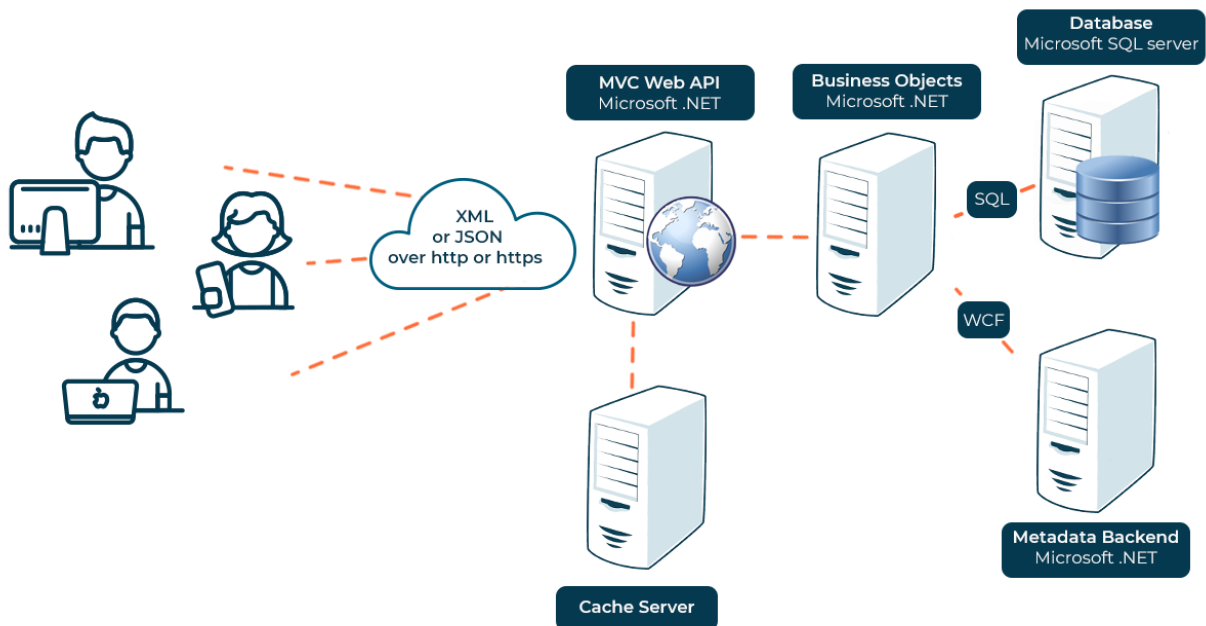 Database
Microsoft SQL server
MVC Web API
Microsoft .NET
Business Objects
Microsoft .NET
XML
or JSON
over http or https
SQL
WCF
Metadata Backend
Microsoft .NET
Cache Server